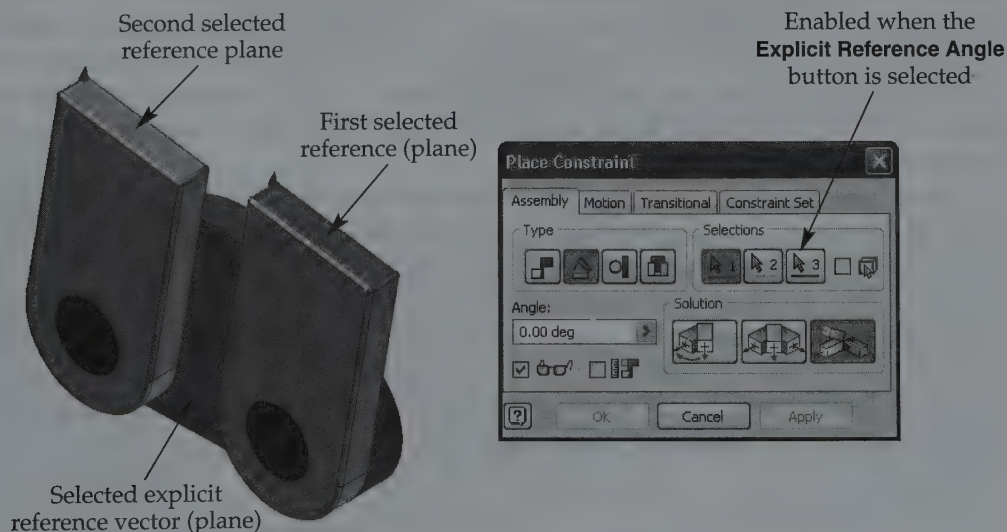 Second selected
reference plane
First selected
reference (plane)
Selected explicit
reference vector (plane)
Enabled when the
Explicit Reference Angle
button is selected
Place Constraint
Assembly Motion Transitional Constraint Set
Type
Selections
1 2 3
Angle:
0.00 deg
Solution
?
OK Cancel Apply